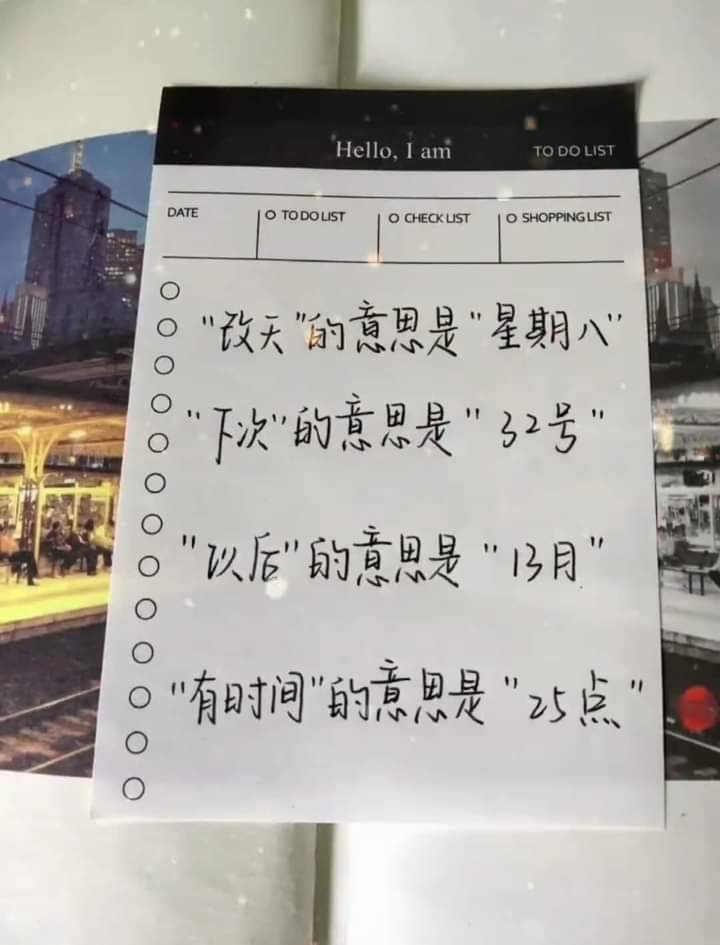 Hello, I am
TO DO LIST
DATE
TO DO LIST
CHECK LIST
SHOPPING LIST
"改天"的意思是"星期八"
"下次"的意思是"32号"
"以后"的意思是"13月"
"有时间"的意思是"25点"